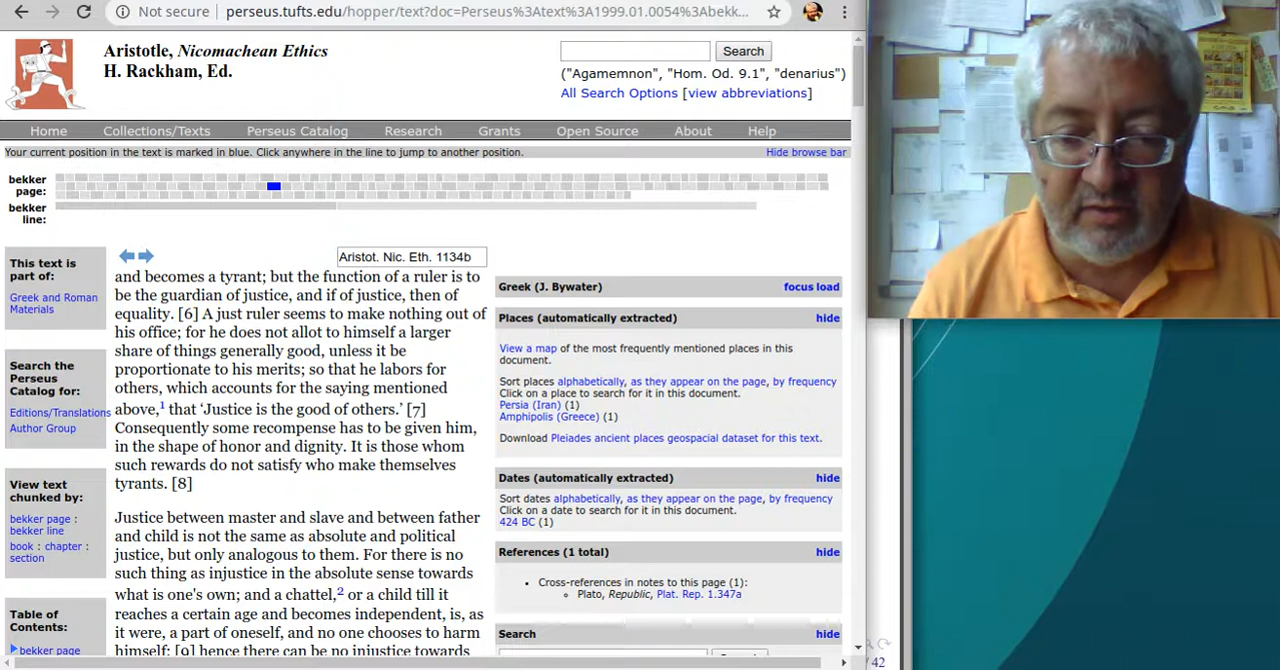 Not secure | perseus.tufts.edu/hopper/text?doc=Perseus%3Atext%3A1999.01.0054%3Abekk...
Aristotle, Nicomachean Ethics
H. Rackham, Ed.
Search
("Agamemnon", "Hom. Od. 9.1", "denarius")
All Search Options [view abbreviations]
Home Collections/Texts Perseus Catalog Research Grants Open Source About Help
Your current position in the text is marked in blue. Click anywhere in the line to jump to another position.
Hide browse bar
bekker
page:
bekker
line:
This text is
part of:
Greek and Roman
Materials
Search the
Perseus
Catalog for:
Editions/Translations
Author Group
View text
chunked by:
bekker page :
bekker line
book : chapter :
section
Table of
Contents:
bekker page
Aristot. Nic. Eth. 1134b
and becomes a tyrant; but the function of a ruler is to
be the guardian of justice, and if of justice, then of
equality. [6] A just ruler seems to make nothing out of
his office; for he does not allot to himself a larger
share of things generally good, unless it be
proportionate to his merits; so that he labors for
others, which accounts for the saying mentioned
above,1 that ‘Justice is the good of others.’ [7]
Consequently some recompense has to be given him,
in the shape of honor and dignity. It is those whom
such rewards do not satisfy who make themselves
tyrants. [8]
Justice between master and slave and between father
and child is not the same as absolute and political
justice, but only analogous to them. For there is no
such thing as injustice in the absolute sense towards
what is one's own; and a chattel,2 or a child till it
reaches a certain age and becomes independent, is, as
it were, a part of oneself, and no one chooses to harm
himself; [9] hence there can be no injustice towards
Greek (J. Bywater)
focus load
Places (automatically extracted)
hide
View a map of the most frequently mentioned places in this
document.
Sort places alphabetically, as they appear on the page, by frequency
Click on a place to search for it in this document.
Persia (Iran) (1)
Amphipolis (Greece) (1)
Download Pleiades ancient places geospacial dataset for this text.
Dates (automatically extracted)
hide
Sort dates alphabetically, as they appear on the page, by frequency
Click on a date to search for it in this document.
424 BC (1)
References (1 total)
hide
Cross-references in notes to this page (1):
Plato, Republic, Plat. Rep. 1.347a
Search
hide
/ 42